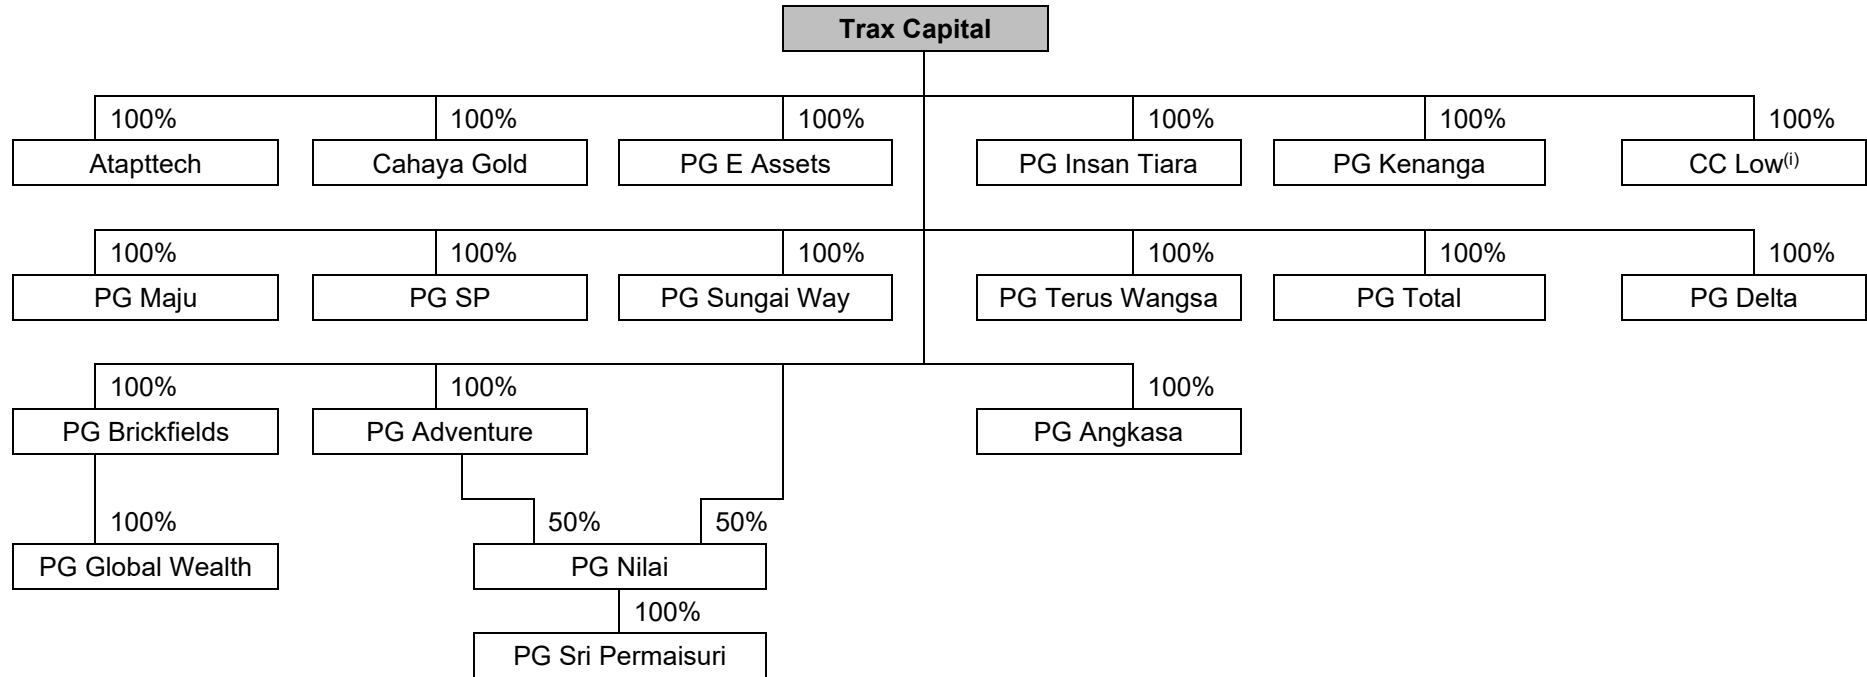 Trax Capital
100% 100% 100% 100% 100% 100%
Atapttech Cahaya Gold PG E Assets PG Insan Tiara PG Kenanga CC Low(i)
100% 100% 100% 100% 100% 100%
PG Maju PG SP PG Sungai Way PG Terus Wangsa PG Total PG Delta
100% 100% 100%
PG Brickfields PG Adventure PG Angkasa
100% 50% 50%
PG Global Wealth PG Nilai
100%
PG Sri Permaisuri